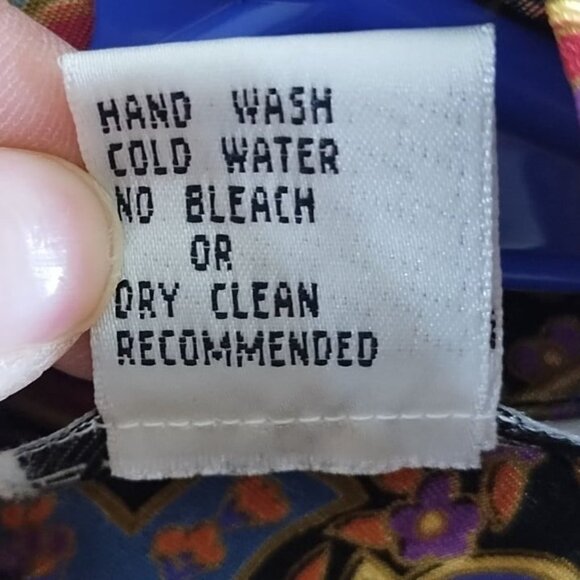 HAND WASH
COLD WATER
NO BLEACH
OR
DRY CLEAN
RECOMMENDED